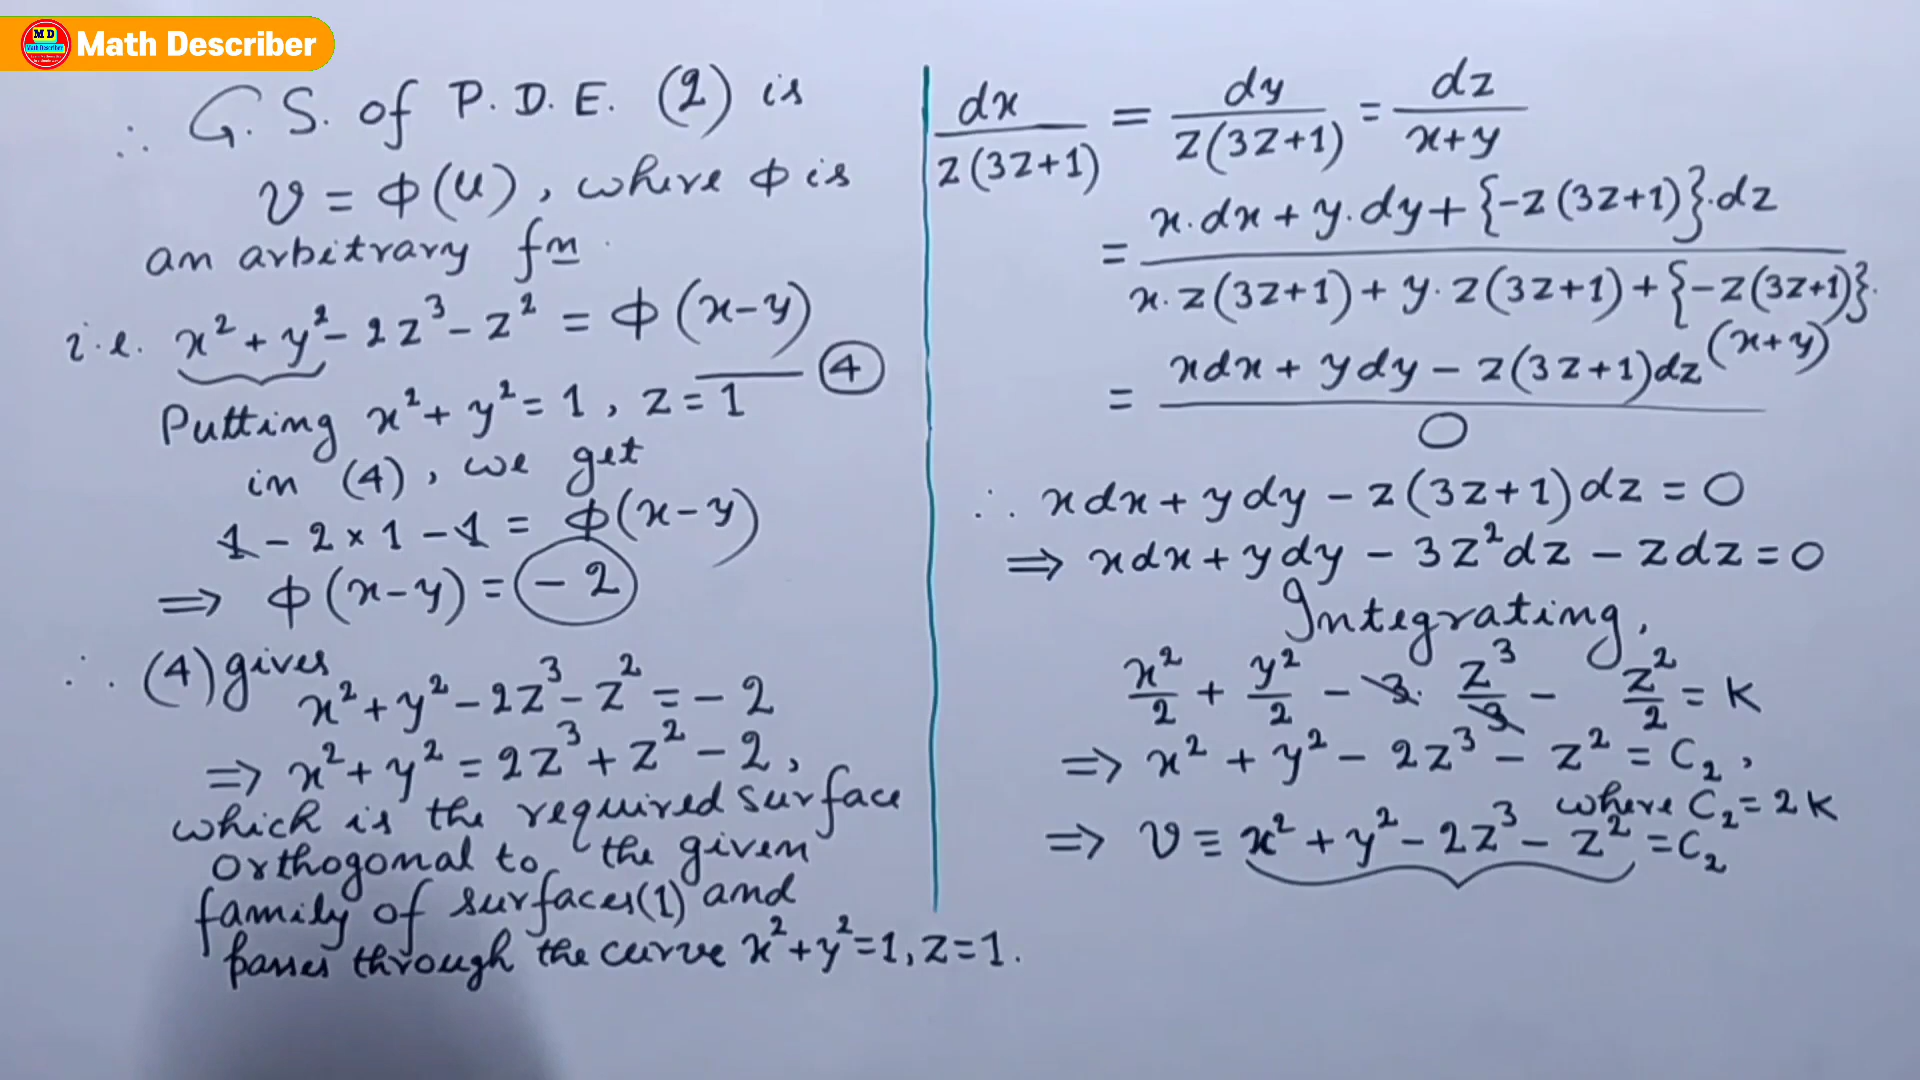 MD
Math Describer
Math Describer
∴ G. S. of P. D. E. (2) is
v = ϕ(u), where ϕ is
an arbitrary fn.
i.e. x² + y² - 2z³ - z² = ϕ(x-y) ④
Putting x² + y² = 1, z = 1
in (4), we get
1 - 2 × 1 - 1 = ϕ(x-y)
⇒ ϕ(x-y) = -2
∴ (4) gives
x² + y² - 2z³ - z² = -2
⇒ x² + y² = 2z³ + z² - 2,
which is the required surface
orthogonal to the given
family of surfaces(1) and
passes through the curve x² + y² = 1, z = 1.
dx/z(3z+1) = dy/z(3z+1) = dz/x+y
= x.dx + y.dy + {-z(3z+1)}.dz / x.z(3z+1) + y.z(3z+1) + {-z(3z+1)}.(x+y)
= xdx + ydy - z(3z+1)dz / 0
∴ xdx + ydy - z(3z+1)dz = 0
⇒ xdx + ydy - 3z²dz - zdz = 0
Integrating,
x²/2 + y²/2 - 3. z³/3 - z²/2 = K
⇒ x² + y² - 2z³ - z² = C₂,
where C₂ = 2K
⇒ v ≡ x² + y² - 2z³ - z² = C₂